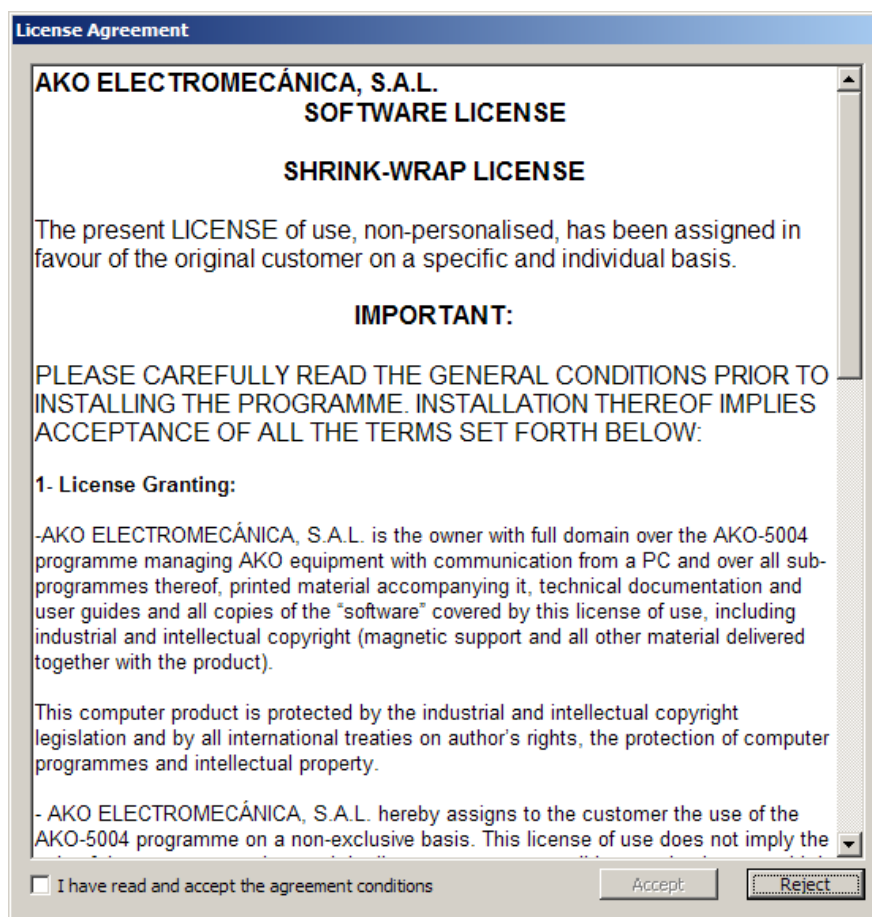 License Agreement
AKO ELECTROMECÁNICA, S.A.L.
SOFTWARE LICENSE
SHRINK-WRAP LICENSE
The present LICENSE of use, non-personalised, has been assigned in
favour of the original customer on a specific and individual basis.
IMPORTANT:
PLEASE CAREFULLY READ THE GENERAL CONDITIONS PRIOR TO
INSTALLING THE PROGRAMME. INSTALLATION THEREOF IMPLIES
ACCEPTANCE OF ALL THE TERMS SET FORTH BELOW:
1- License Granting:
-AKO ELECTROMECÁNICA, S.A.L. is the owner with full domain over the AKO-5004
programme managing AKO equipment with communication from a PC and over all sub-
programmes thereof, printed material accompanying it, technical documentation and
user guides and all copies of the “software” covered by this license of use, including
industrial and intellectual copyright (magnetic support and all other material delivered
together with the product).
This computer product is protected by the industrial and intellectual copyright
legislation and by all international treaties on author’s rights, the protection of computer
programmes and intellectual property.
- AKO ELECTROMECÁNICA, S.A.L. hereby assigns to the customer the use of the
AKO-5004 programme on a non-exclusive basis. This license of use does not imply the
I have read and accept the agreement conditions
Accept
Reject